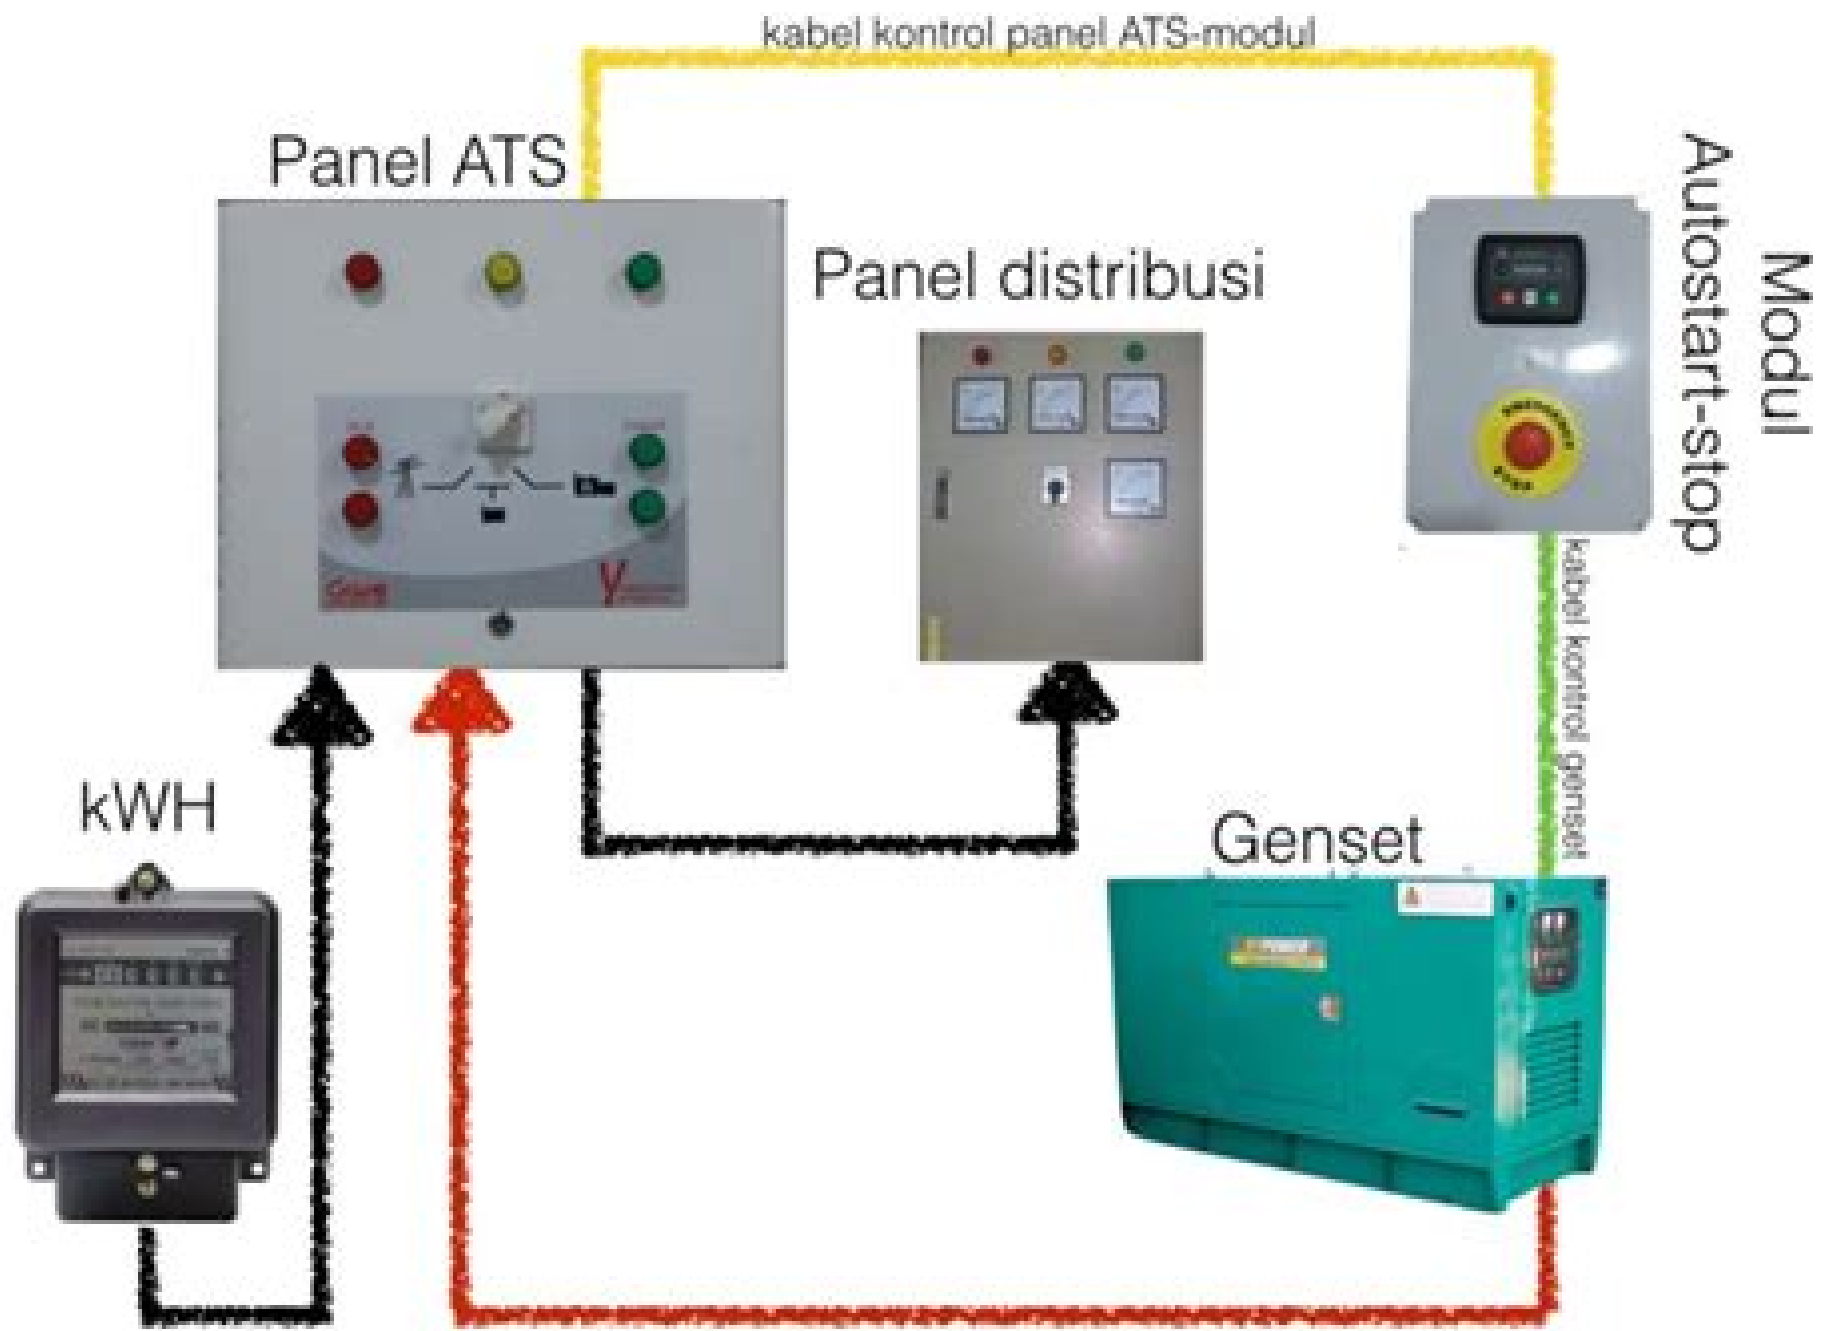 kabel kontrol panel ATS-modul
Panel ATS
Panel distribusi
Modul
Autostart-stop
kabel kontrol genset
kWH
Genset